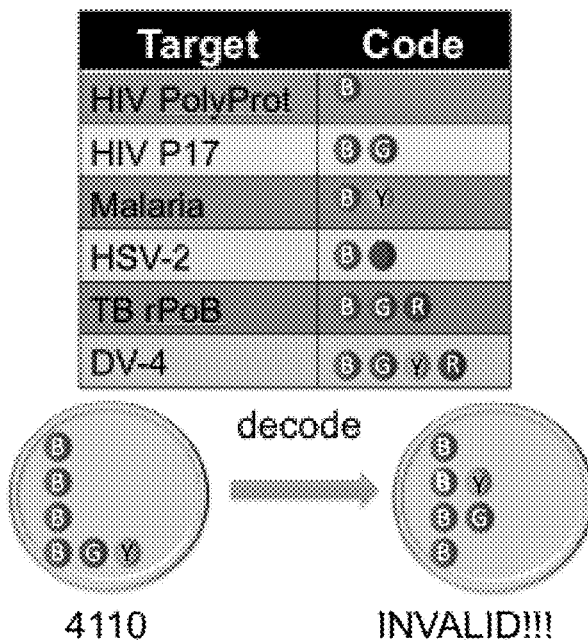 Target Code
HIV PolyProt B
HIV P17 B G
Malaria B Y
HSV-2 B
TB rPoB B G R
DV-4 B G Y R
decode
B B
B B Y
B B G
B G Y B
4110 INVALID!!!